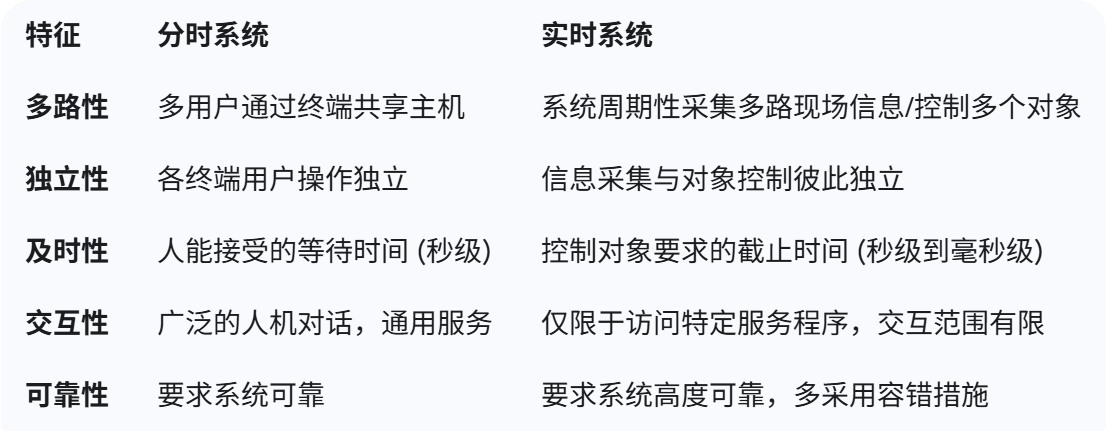 特征 分时系统 实时系统
多路性 多用户通过终端共享主机 系统周期性采集多路现场信息/控制多个对象
独立性 各终端用户操作独立 信息采集与对象控制彼此独立
及时性 人能接受的等待时间 (秒级) 控制对象要求的截止时间 (秒级到毫秒级)
交互性 广泛的人机对话，通用服务 仅限于访问特定服务程序，交互范围有限
可靠性 要求系统可靠 要求系统高度可靠，多采用容错措施